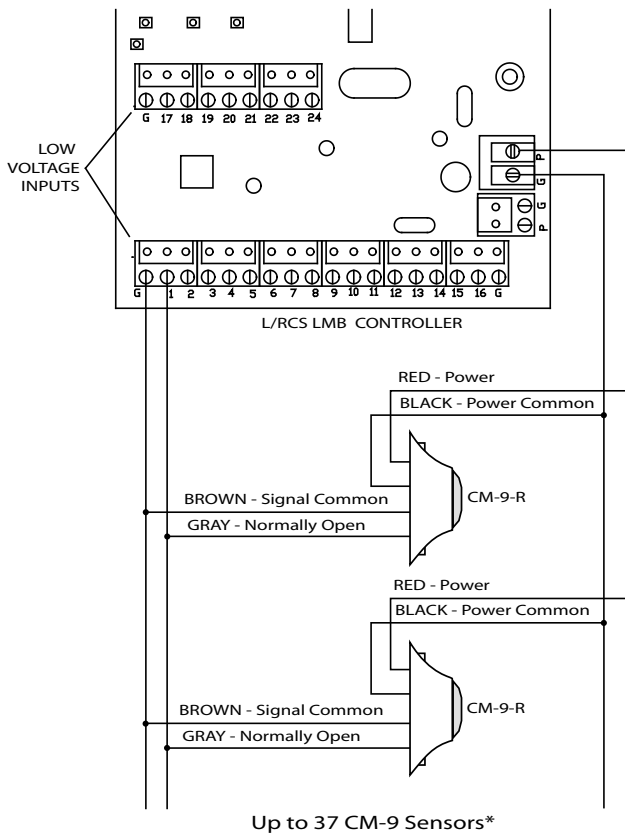 G 17 18 19 20 21 22 23 24
LOW
VOLTAGE
INPUTS
P
G
G
P
G 1 2 3 4 5 6 7 8 9 10 11 12 13 14 15 16 G
L/RCS LMB CONTROLLER
RED - Power
BLACK - Power Common
CM-9-R
BROWN - Signal Common
GRAY - Normally Open
RED - Power
BLACK - Power Common
CM-9-R
BROWN - Signal Common
GRAY - Normally Open
Up to 37 CM-9 Sensors*